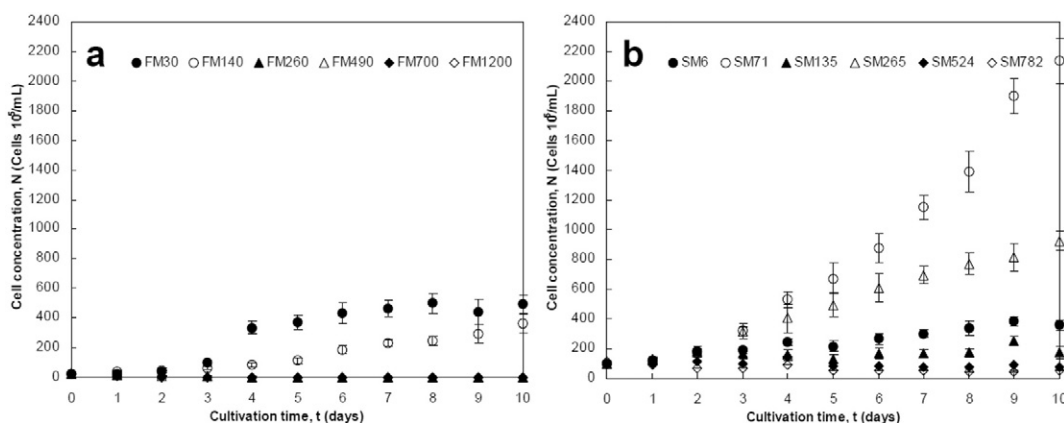 a
FM30 FM140 FM260 FM490 FM700 FM1200
2400
2200
2000
1800
1600
1400
1200
1000
800
600
400
200
0
Cell concentration, N (Cells 10⁵/mL)
0 1 2 3 4 5 6 7 8 9 10
Cultivation time, t (days)
b
SM6 SM71 SM135 SM265 SM524 SM782
2400
2200
2000
1800
1600
1400
1200
1000
800
600
400
200
0
Cell concentration, N (Cells 10⁵/mL)
0 1 2 3 4 5 6 7 8 9 10
Cultivation time, t (days)